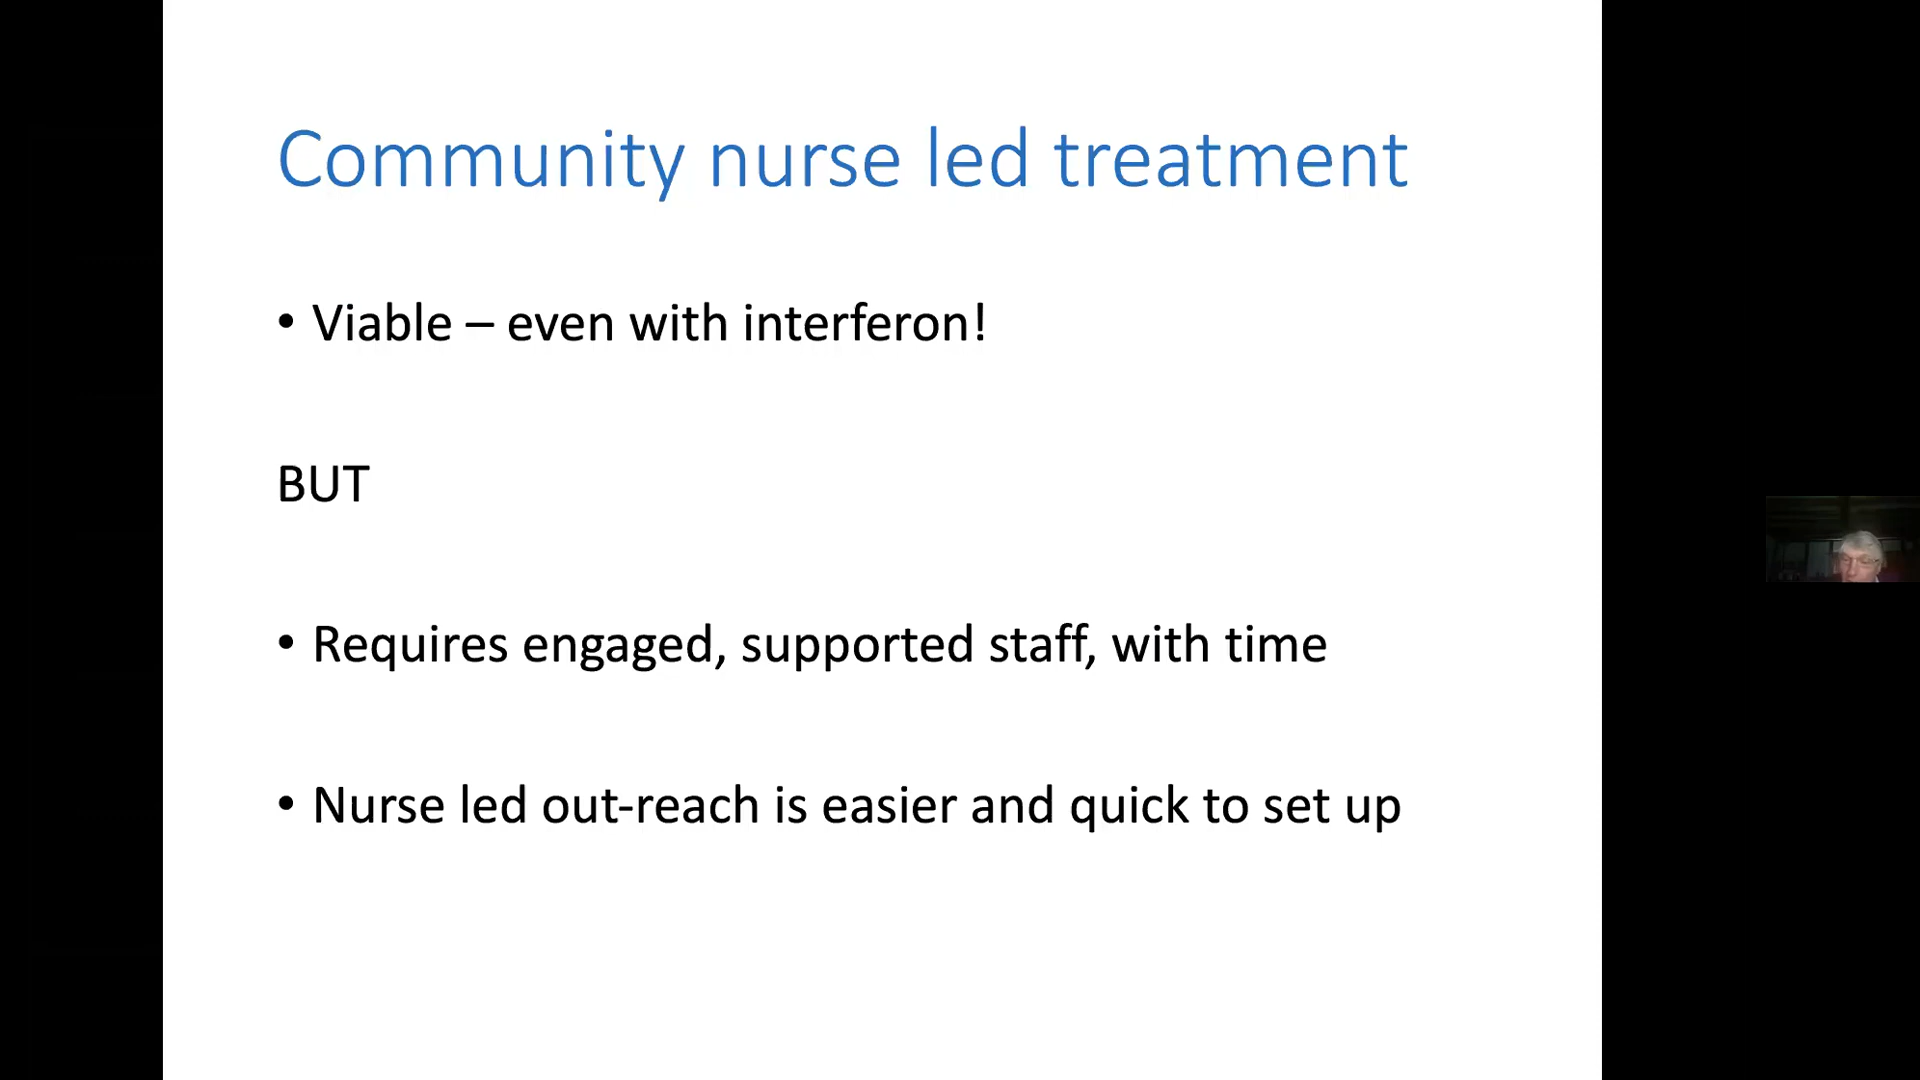 Community nurse led treatment
• Viable – even with interferon!
BUT
• Requires engaged, supported staff, with time
• Nurse led out-reach is easier and quick to set up